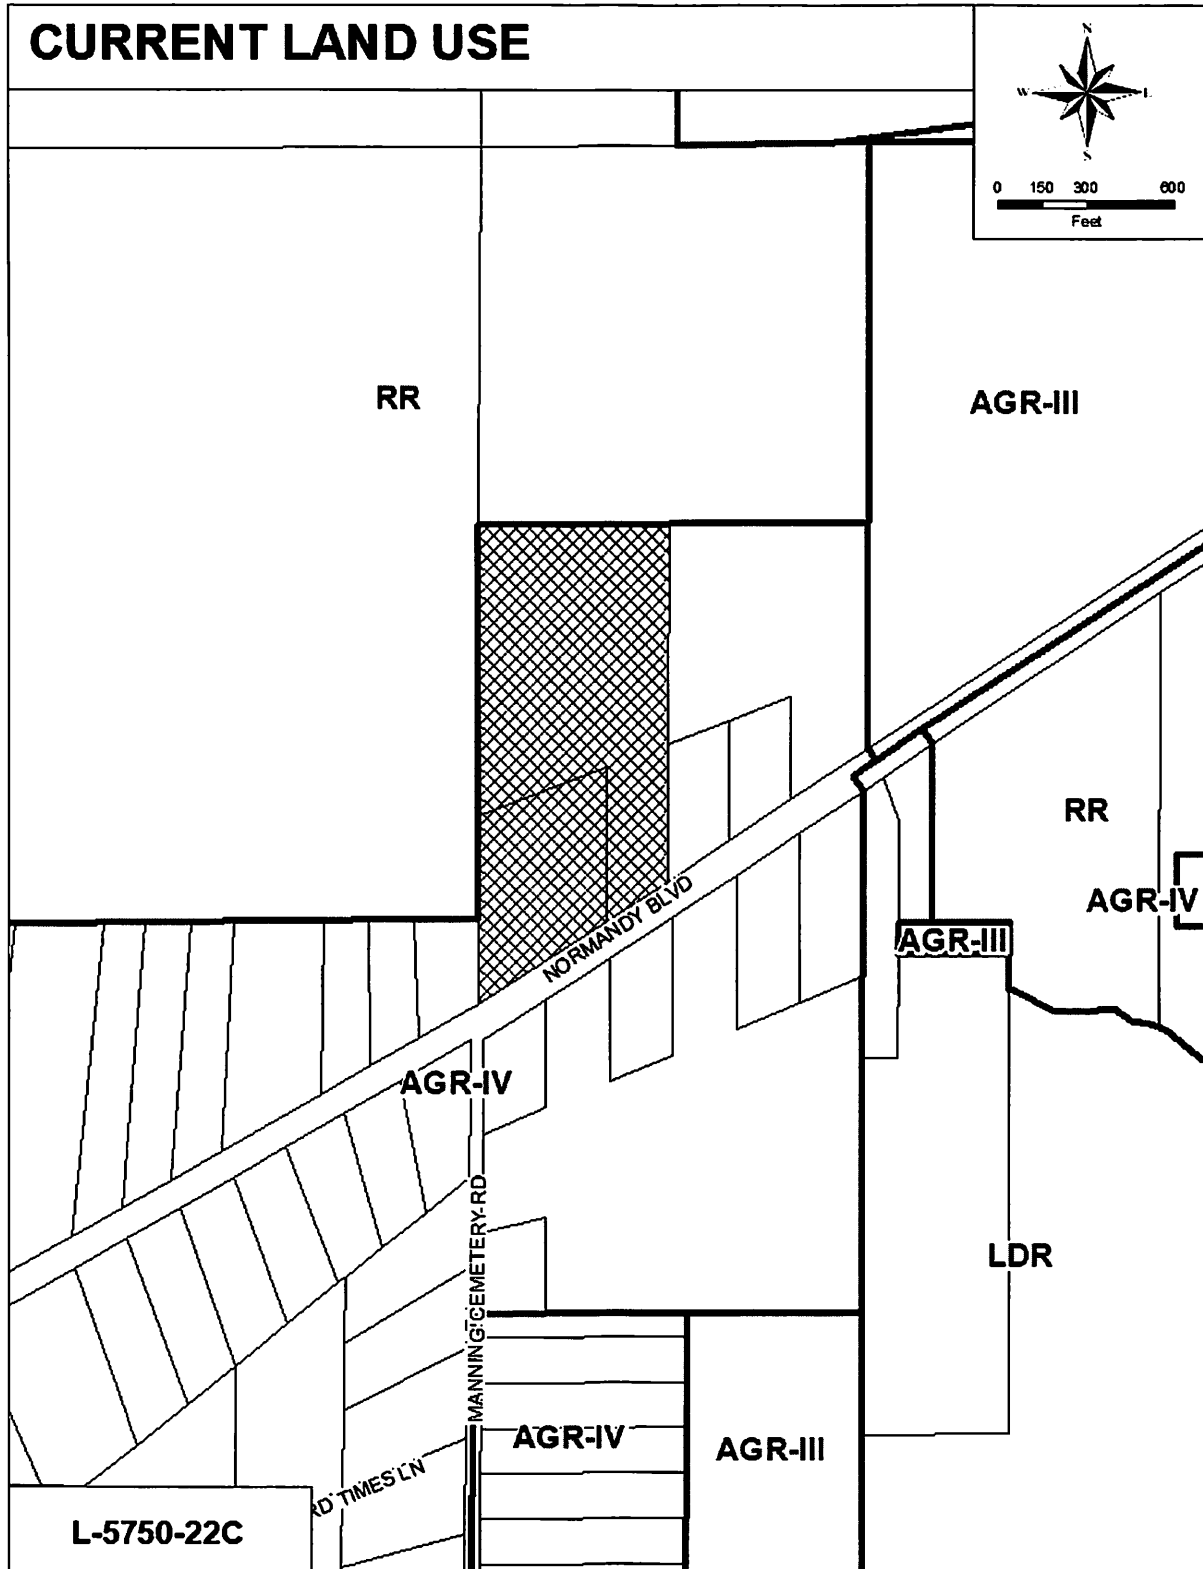 CURRENT LAND USE
N
W
S
0 150 300 600
Feet
RR
AGR-III
RR
AGR-IV
NORMANDY BLVD
AGR-III
AGR-IV
MANNING CEMETERY RD
LDR
AGR-IV
AGR-III
RD TIMES LN
L-5750-22C